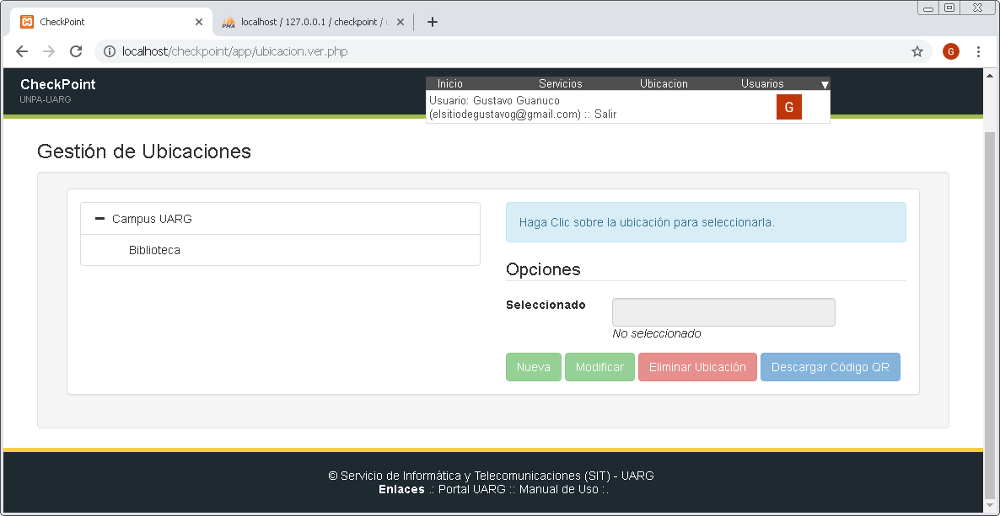 CheckPoint
localhost / 127.0.0.1 / checkpoint /
localhost/checkpoint/app/ubicacion.ver.php
G
CheckPoint
UNPA-UARG
Inicio Servicios Ubicacion Usuarios ▼
Usuario: Gustavo Guanuco
(elsitiodegustavog@gmail.com) :: Salir
G
Gestión de Ubicaciones
Campus UARG
Biblioteca
Haga Clic sobre la ubicación para seleccionarla.
Opciones
Seleccionado
No seleccionado
Nueva Modificar Eliminar Ubicación Descargar Código QR
© Servicio de Informática y Telecomunicaciones (SIT) - UARG
Enlaces .: Portal UARG :: Manual de Uso :.